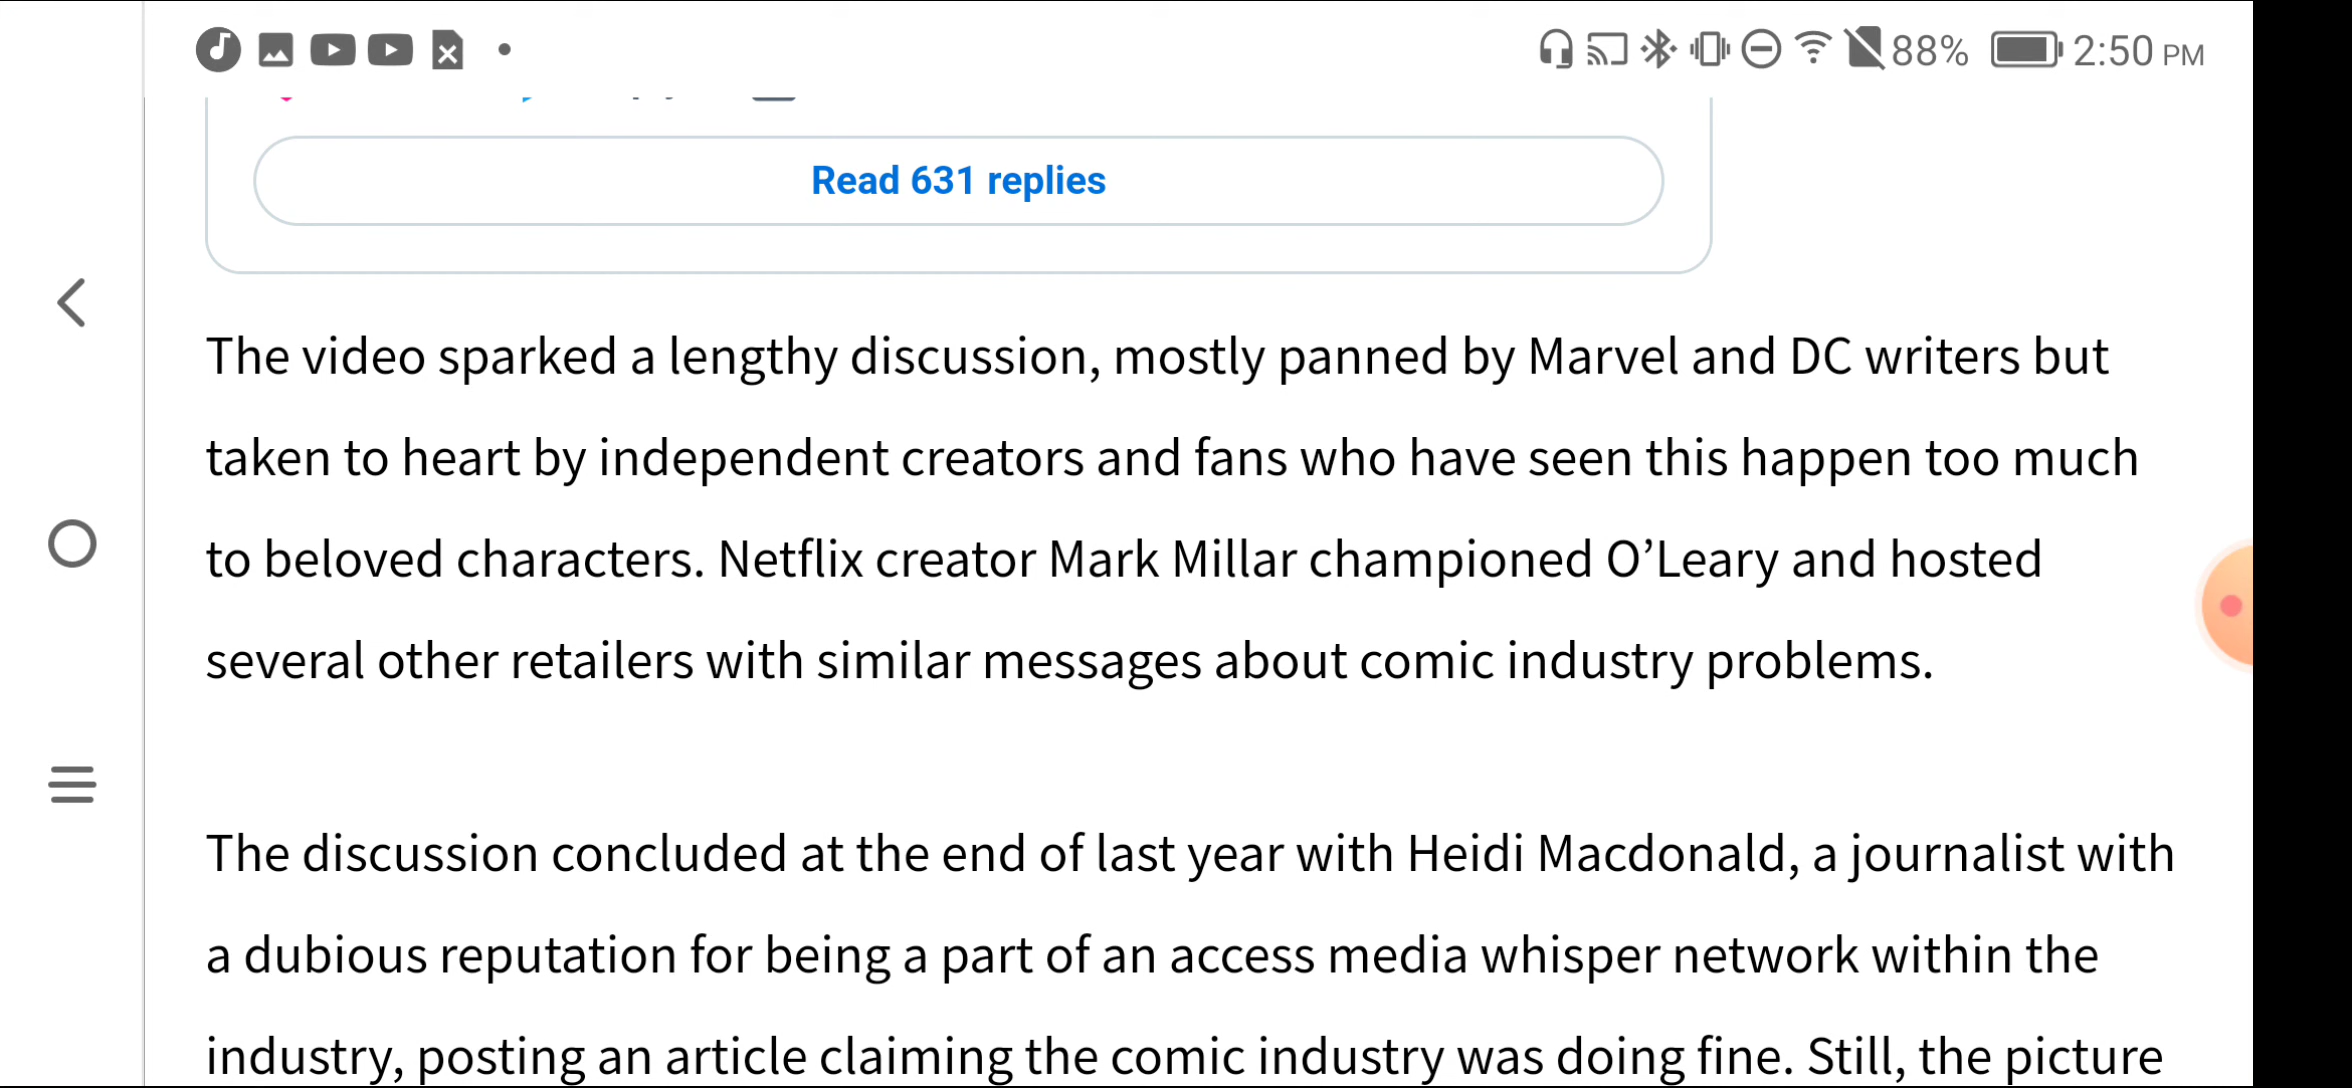 88% 2:50 PM
Read 631 replies
The video sparked a lengthy discussion, mostly panned by Marvel and DC writers but
taken to heart by independent creators and fans who have seen this happen too much
to beloved characters. Netflix creator Mark Millar championed O’Leary and hosted
several other retailers with similar messages about comic industry problems.
The discussion concluded at the end of last year with Heidi Macdonald, a journalist with
a dubious reputation for being a part of an access media whisper network within the
industry, posting an article claiming the comic industry was doing fine. Still, the picture